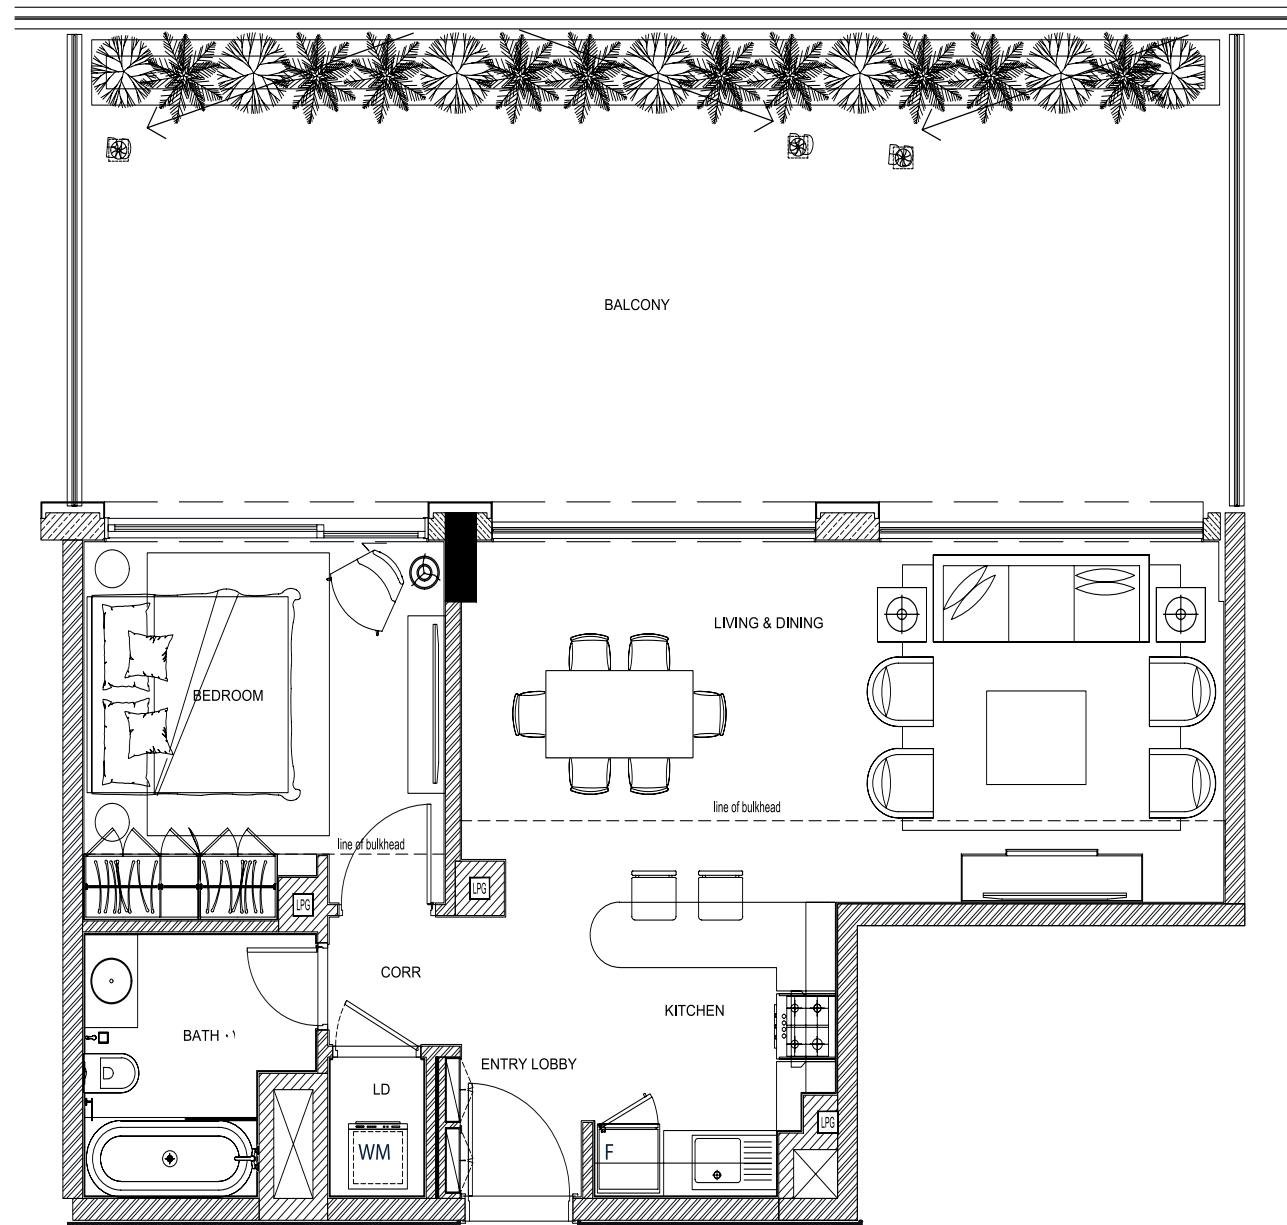 BALCONY
LIVING & DINING
BEDROOM
line of bulkhead
line of bulkhead
LPG
LPG
CORR
KITCHEN
BATH ٠١
ENTRY LOBBY
LD
LPG
WM
F